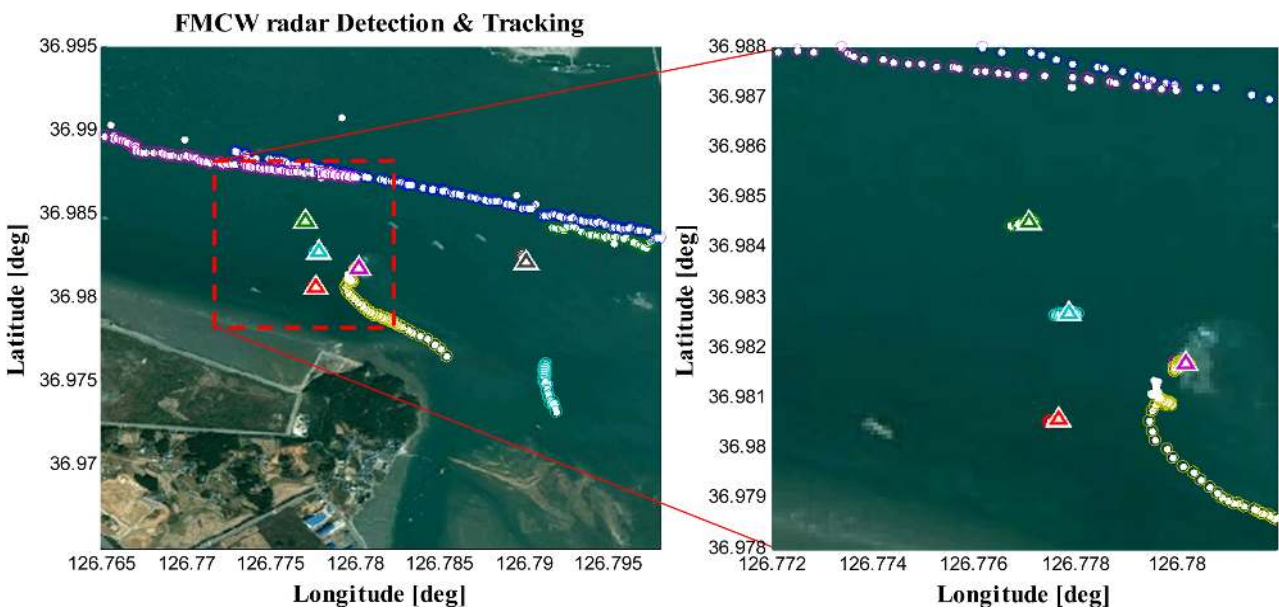 FMCW radar Detection & Tracking
36.995
36.99
36.985
36.98
36.975
36.97
126.765 126.77 126.775 126.78 126.785 126.79 126.795
Latitude [deg]
Longitude [deg]
36.988
36.987
36.986
36.985
36.984
36.983
36.982
36.981
36.98
36.979
36.978
126.772 126.774 126.776 126.778 126.78
Latitude [deg]
Longitude [deg]